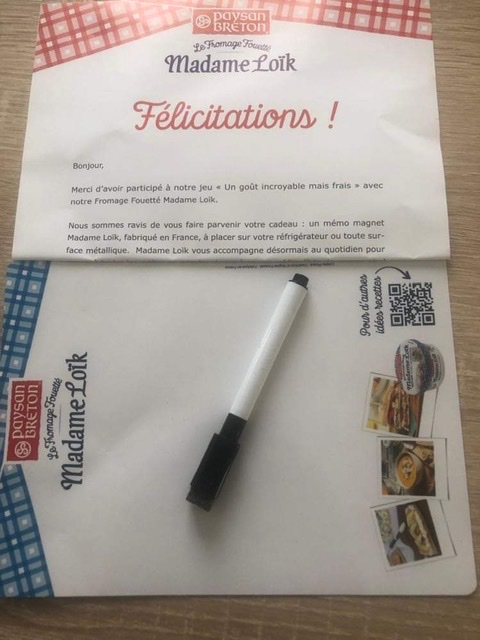 Paysan
Breton
Le Fromage Fouetté
Madame Loïk
Félicitations !
Bonjour,
Merci d'avoir participé à notre jeu « Un goût incroyable mais frais » avec
notre Fromage Fouetté Madame Loïk.
Nous sommes ravis de vous faire parvenir votre cadeau : un mémo magnet
Madame Loïk, fabriqué en France, à placer sur votre réfrigérateur ou toute sur-
face métallique. Madame Loïk vous accompagne désormais au quotidien pour
Paysan
Breton
Le Fromage Fouetté
Madame Loïk
Pour d'autres
idées recettes
Madame Loïk